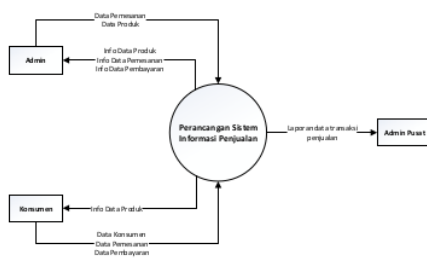 Data Pemesanan
Data Produk
Admin
Info Data Produk
Info Data Pemesanan
Info Data Pembayaran
Perancangan Sistem
Informasi Penjualan
Laporan data transaksi
penjualan
Admin Pusat
Konsumen
Info Data Produk
Data Konsumen
Data Pemesanan
Data Pembayaran